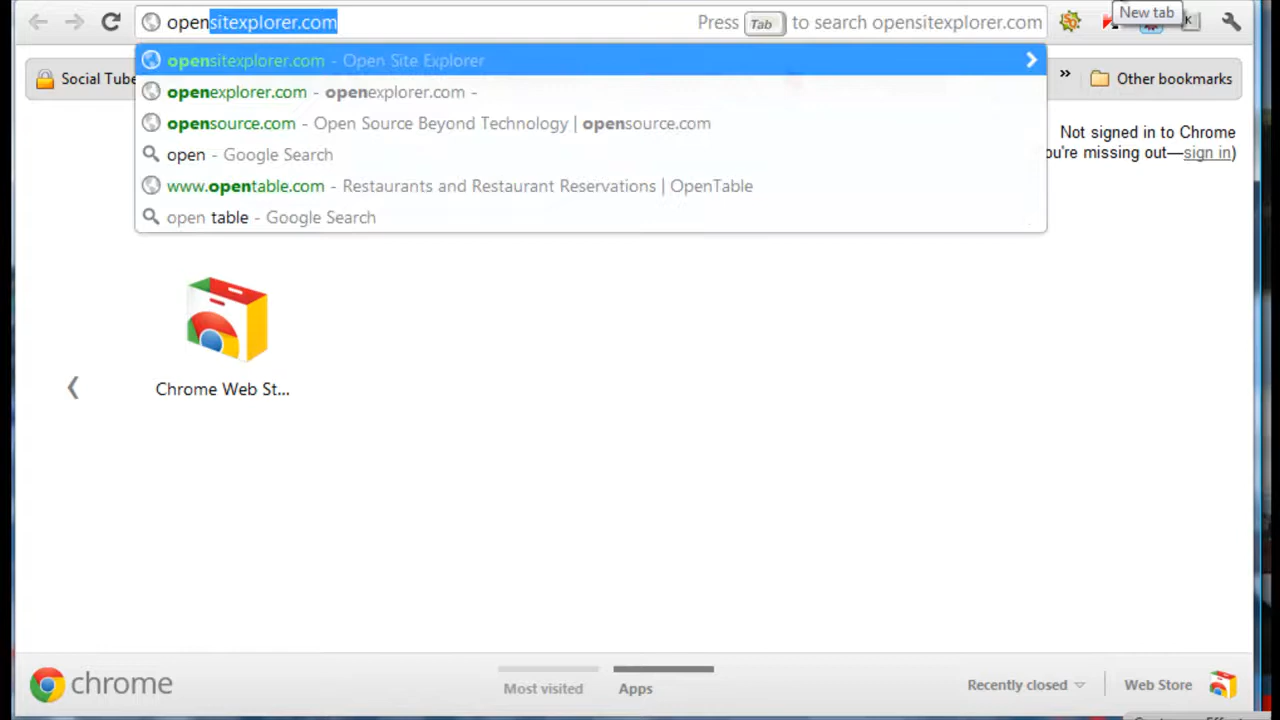 opensitexplorer.com Press Tab to search opensitexplorer.com New tab K
opensitexplorer.com - Open Site Explorer
Social Tube Other bookmarks
openexplorer.com - openexplorer.com -
opensource.com - Open Source Beyond Technology | opensource.com
Not signed in to Chrome
open - Google Search
ou're missing out—sign in)
www.opentable.com - Restaurants and Restaurant Reservations | OpenTable
open table - Google Search
Chrome Web St...
chrome Most visited Apps Recently closed Web Store